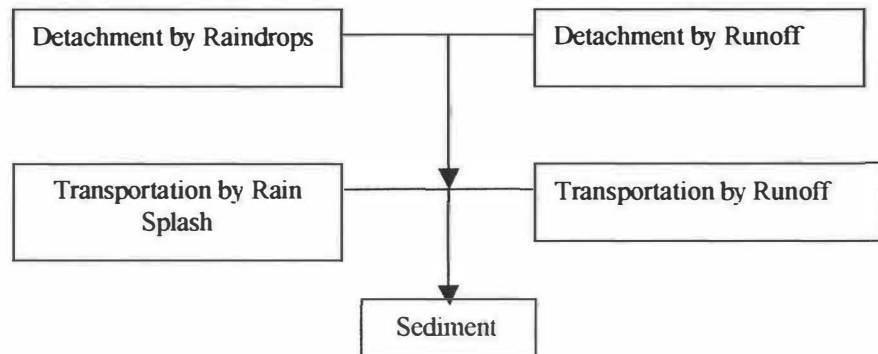 Detachment by Raindrops
Detachment by Runoff
Transportation by Rain
Splash
Transportation by Runoff
Sediment